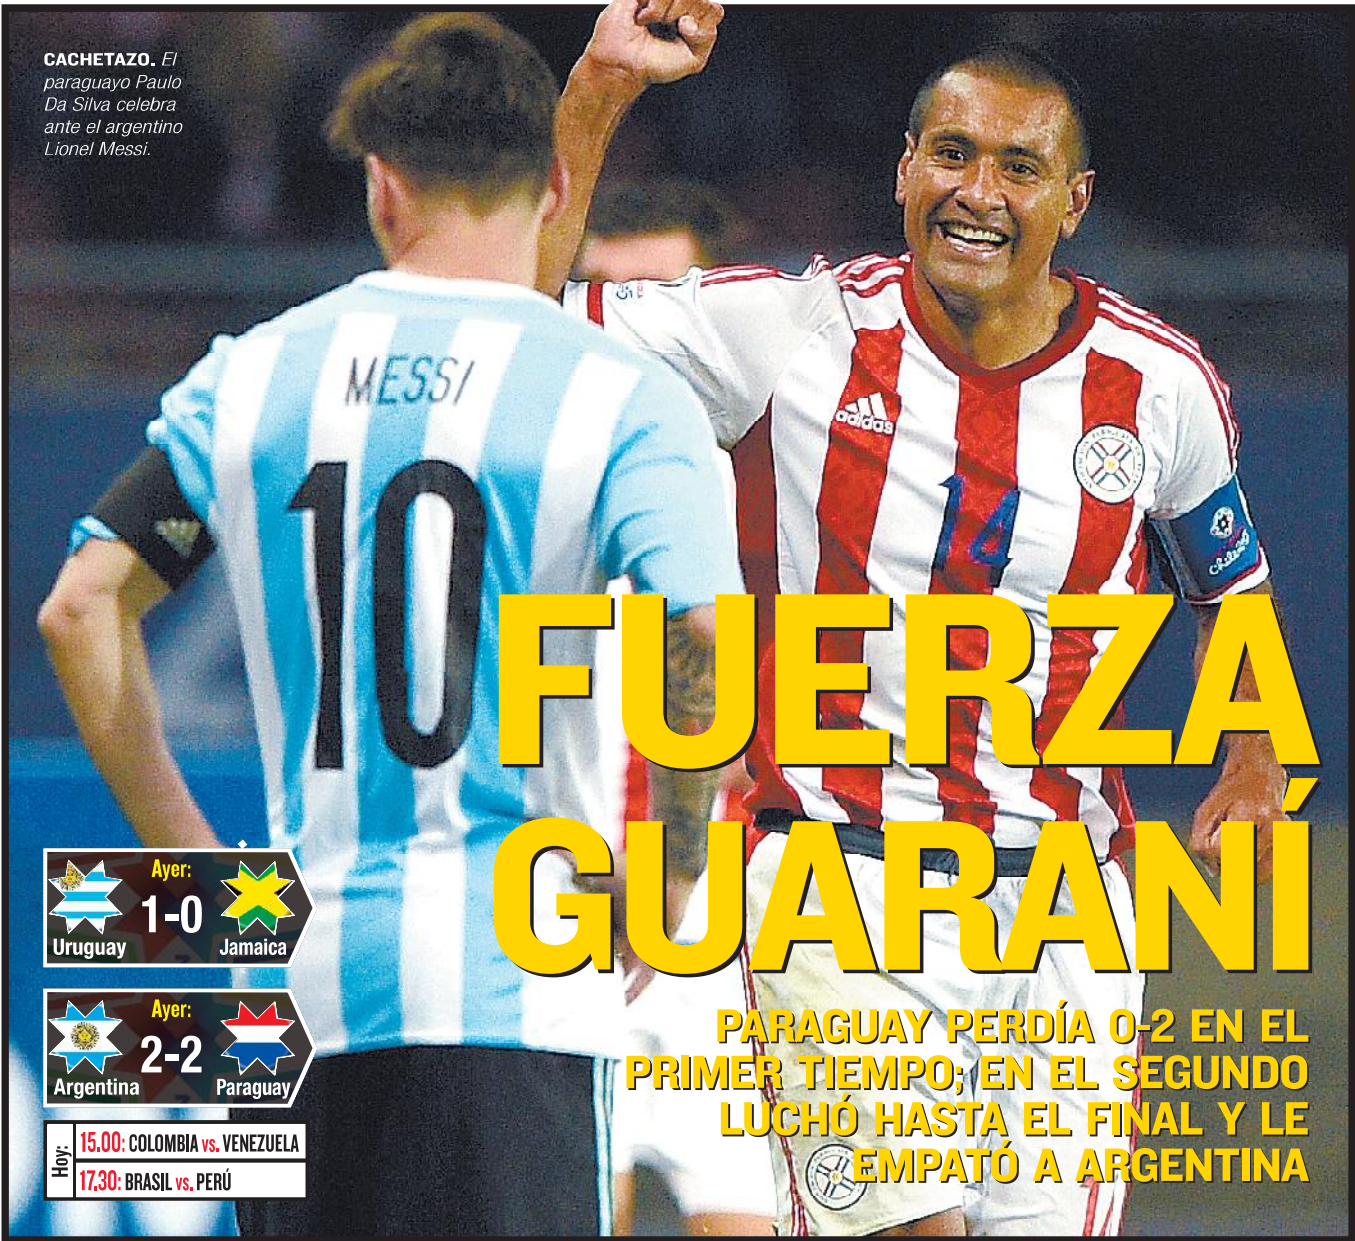 CACHETAZO. El
paraguayo Paulo
Da Silva celebra
ante el argentino
Lionel Messi.
MESSI
10
adidas
14
Chile 2015
FUERZA
GUARANÍ
PARAGUAY PERDÍA 0-2 EN EL
PRIMER TIEMPO; EN EL SEGUNDO
LUCHÓ HASTA EL FINAL Y LE
EMPATÓ A ARGENTINA
Ayer:
1-0
Uruguay
Jamaica
Ayer:
2-2
Argentina
Paraguay
Hoy:
15.00: COLOMBIA vs. VENEZUELA
17.30: BRASIL vs. PERÚ